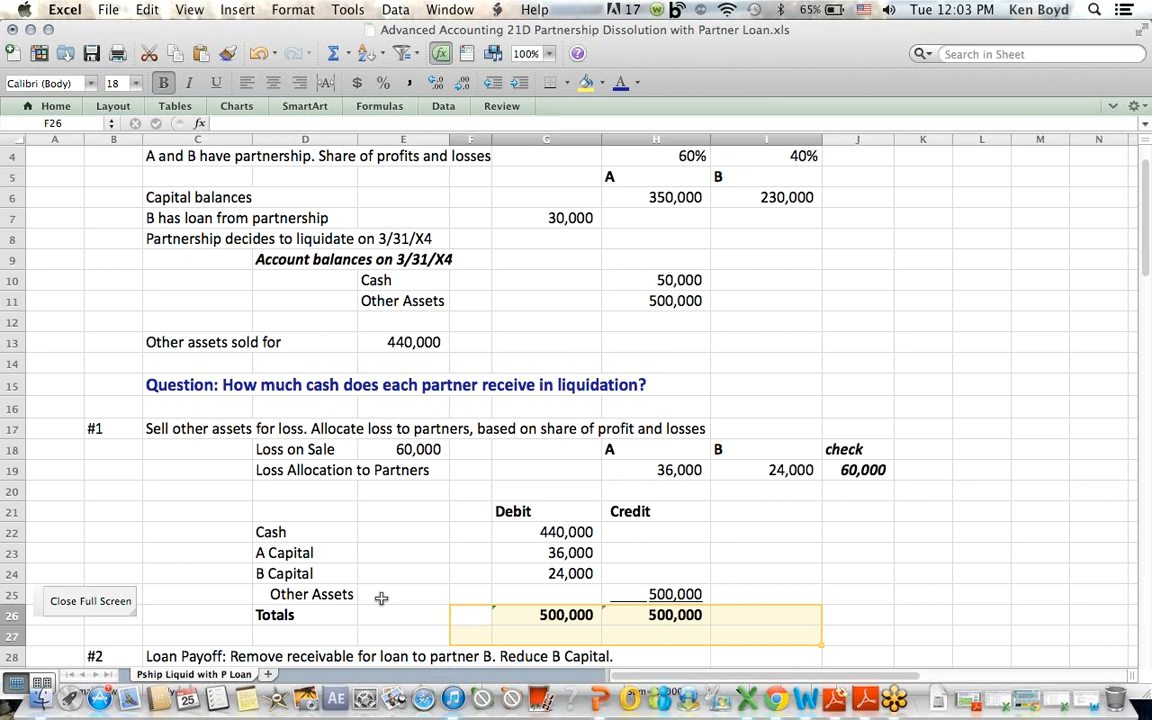 Excel File Edit View Insert Format Tools Data Window Help 17 65% Tue 12:03 PM Ken Boyd
Advanced Accounting 21D Partnership Dissolution with Partner Loan.xls
100% Search in Sheet
Calibri (Body) 18 B I U A $ % , A
Home Layout Tables Charts SmartArt Formulas Data Review
F26 fx
A B C D E F G H I J K L M N
4 A and B have partnership. Share of profits and losses 60% 40%
5 A B
6 Capital balances 350,000 230,000
7 B has loan from partnership 30,000
8 Partnership decides to liquidate on 3/31/X4
9 Account balances on 3/31/X4
10 Cash 50,000
11 Other Assets 500,000
12
13 Other assets sold for 440,000
14
15 Question: How much cash does each partner receive in liquidation?
16
17 #1 Sell other assets for loss. Allocate loss to partners, based on share of profit and losses
18 Loss on Sale 60,000 A B check
19 Loss Allocation to Partners 36,000 24,000 60,000
20
21 Debit Credit
22 Cash 440,000
23 A Capital 36,000
24 B Capital 24,000
25 Other Assets 500,000
Close Full Screen
26 Totals 500,000 500,000
27
28 #2 Loan Payoff: Remove receivable for loan to partner B. Reduce B Capital.
Pship Liquid with P Loan